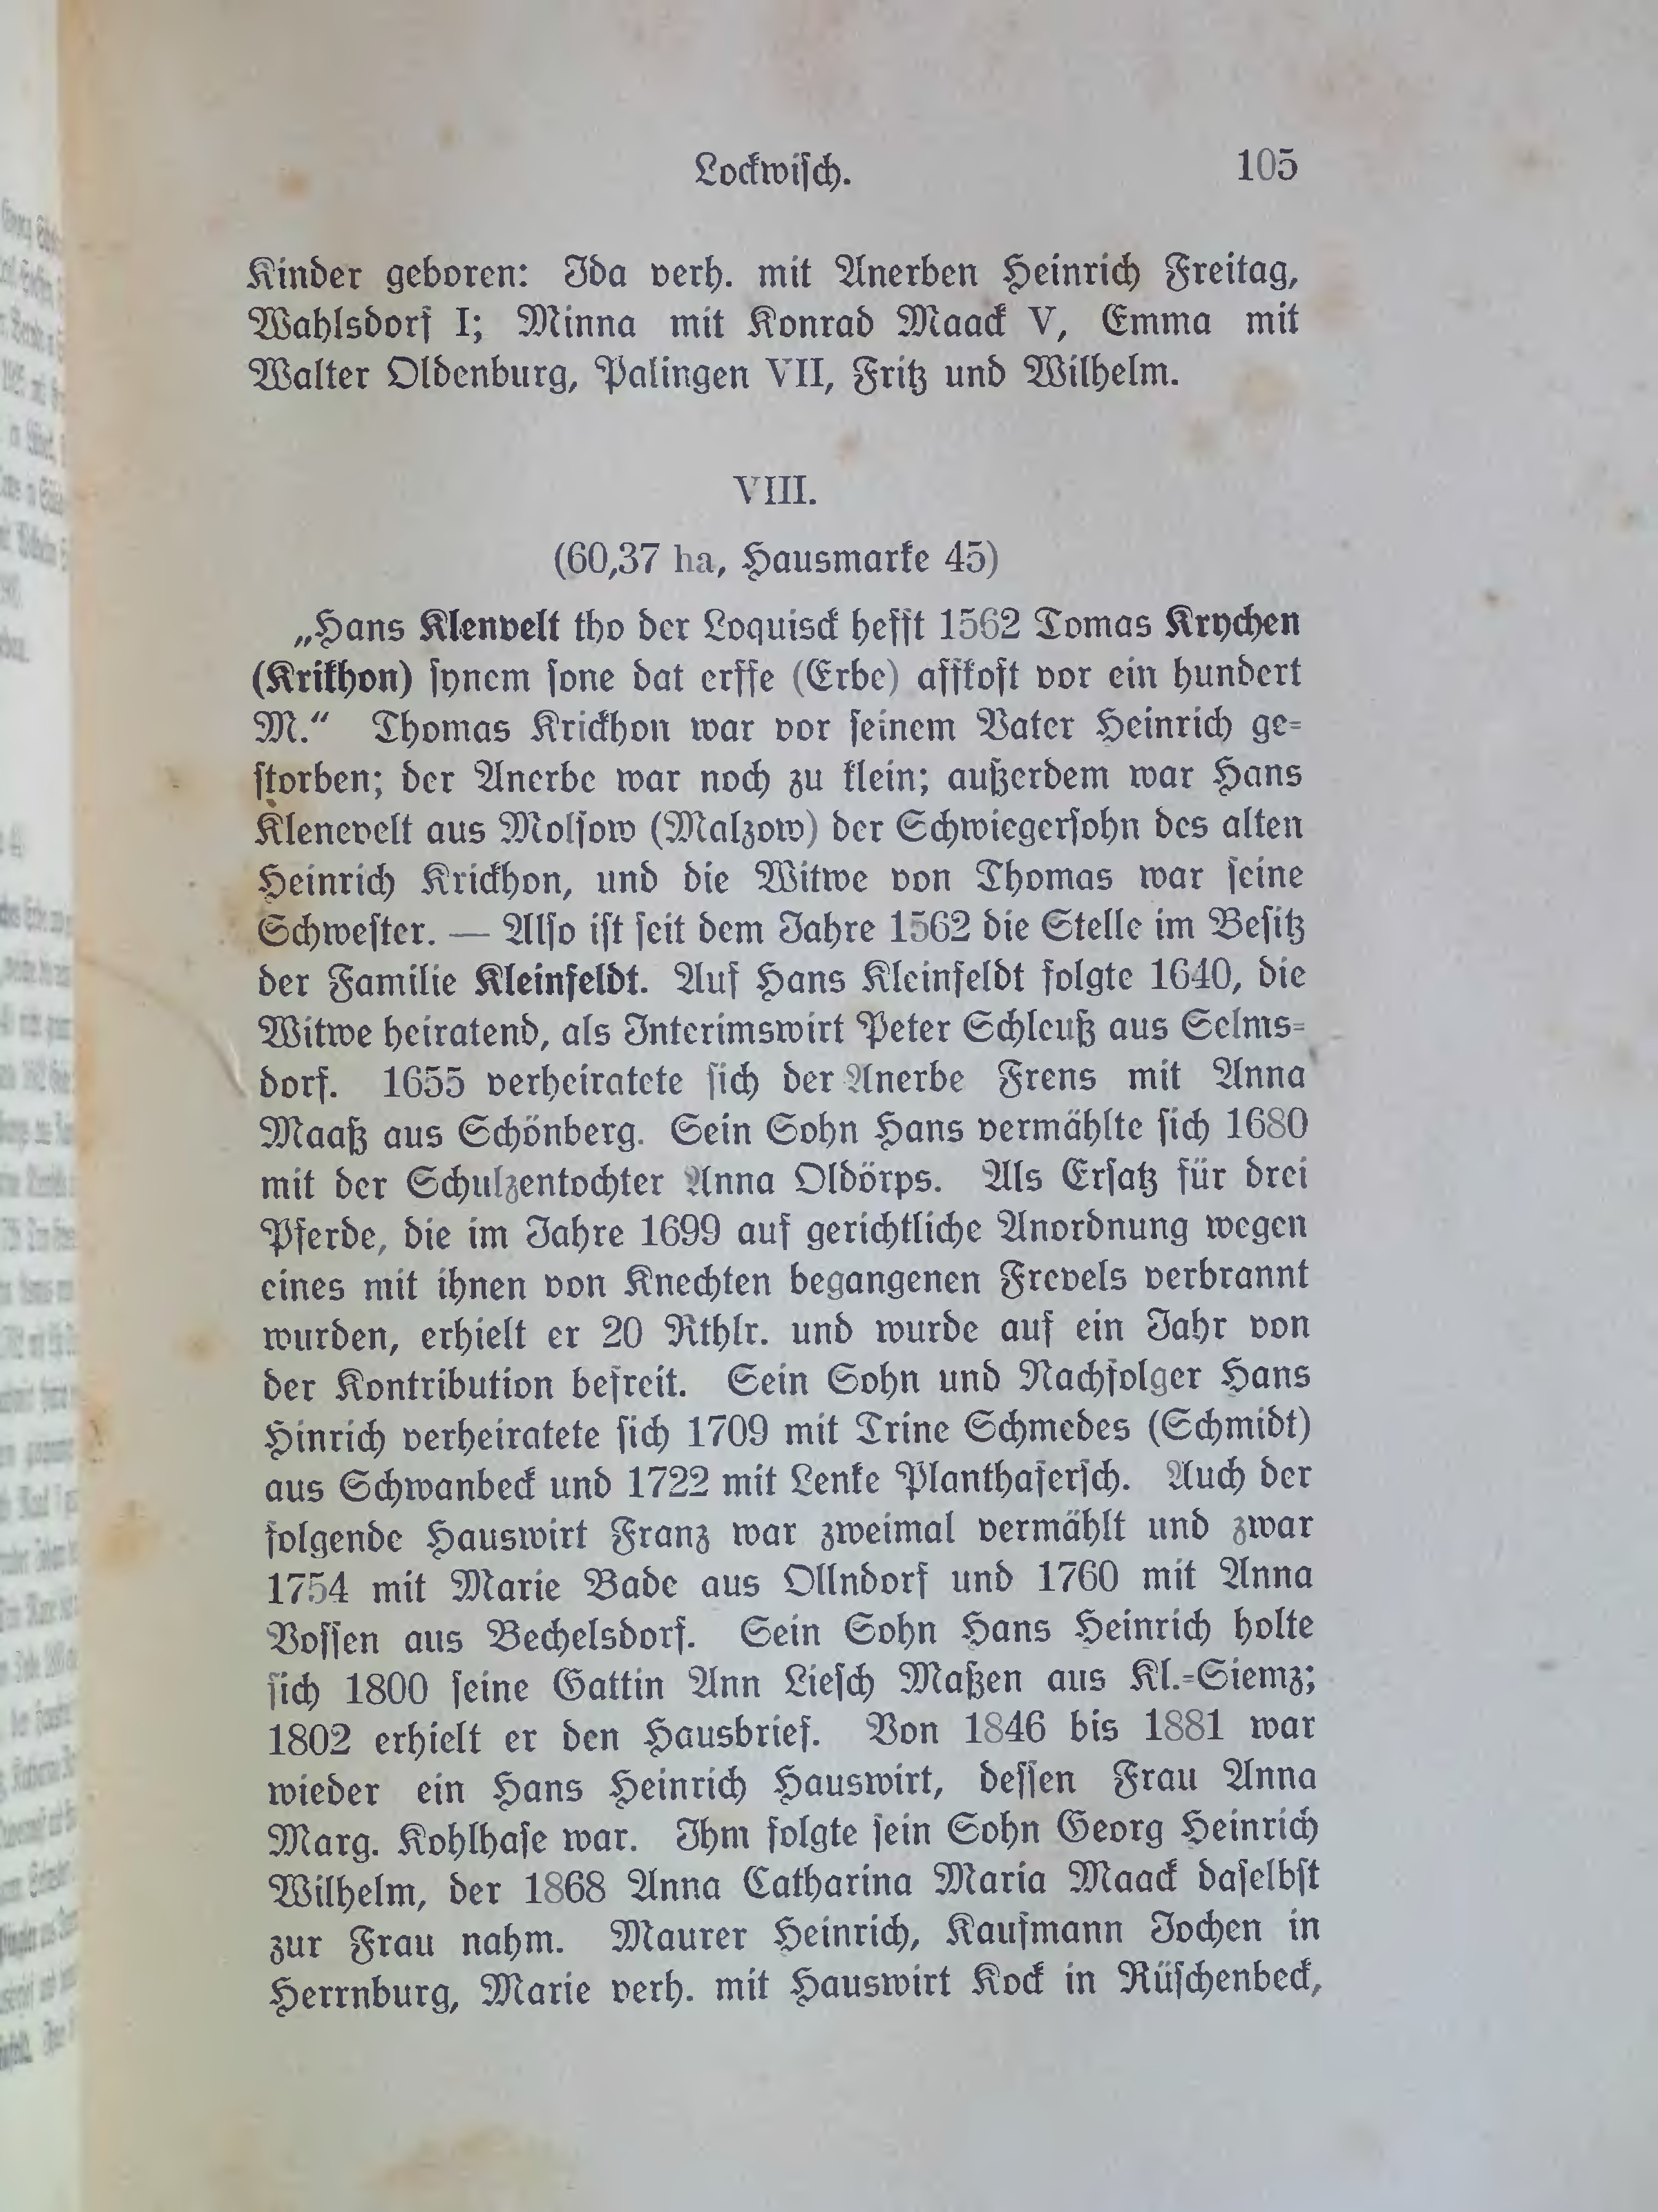 Lockwisch. 105
Kinder geboren: Ida verh. mit Anerben Heinrich Freitag,
Wahlsdorf I; Minna mit Konrad Maack V, Emma mit
Walter Oldenburg, Palingen VII, Fritz und Wilhelm.
VIII.
(60,37 ha, Hausmarke 45)
„Hans Klenvelt tho der Loquisck hefft 1562 Tomas Krychen
(Krikhon) synem sone dat erffe (Erbe) affkoft vor ein hundert
M.“ Thomas Krickhon war vor seinem Vater Heinrich ge-
storben; der Anerbe war noch zu klein; außerdem war Hans
Klenevelt aus Molsow (Malzow) der Schwiegersohn des alten
Heinrich Krickhon, und die Witwe von Thomas war seine
Schwester. — Also ist seit dem Jahre 1562 die Stelle im Besitz
der Familie Kleinfeldt. Auf Hans Kleinfeldt folgte 1640, die
Witwe heiratend, als Interimswirt Peter Schleuß aus Selms-
dorf. 1655 verheiratete sich der Anerbe Frens mit Anna
Maaß aus Schönberg. Sein Sohn Hans vermählte sich 1680
mit der Schulzentochter Anna Oldörps. Als Ersatz für drei
Pferde, die im Jahre 1699 auf gerichtliche Anordnung wegen
eines mit ihnen von Knechten begangenen Frevels verbrannt
wurden, erhielt er 20 Rthlr. und wurde auf ein Jahr von
der Kontribution befreit. Sein Sohn und Nachfolger Hans
Hinrich verheiratete sich 1709 mit Trine Schmedes (Schmidt)
aus Schwanbeck und 1722 mit Lenke Planthafersch. Auch der
folgende Hauswirt Franz war zweimal vermählt und zwar
1754 mit Marie Bade aus Ollndorf und 1760 mit Anna
Vossen aus Bechelsdorf. Sein Sohn Hans Heinrich holte
sich 1800 seine Gattin Ann Liesch Maßen aus Kl.-Siemz;
1802 erhielt er den Hausbrief. Von 1846 bis 1881 war
wieder ein Hans Heinrich Hauswirt, dessen Frau Anna
Marg. Kohlhase war. Ihm folgte sein Sohn Georg Heinrich
Wilhelm, der 1868 Anna Catharina Maria Maack daselbst
zur Frau nahm. Maurer Heinrich, Kaufmann Jochen in
Herrnburg, Marie verh. mit Hauswirt Kock in Rüschenbeck,